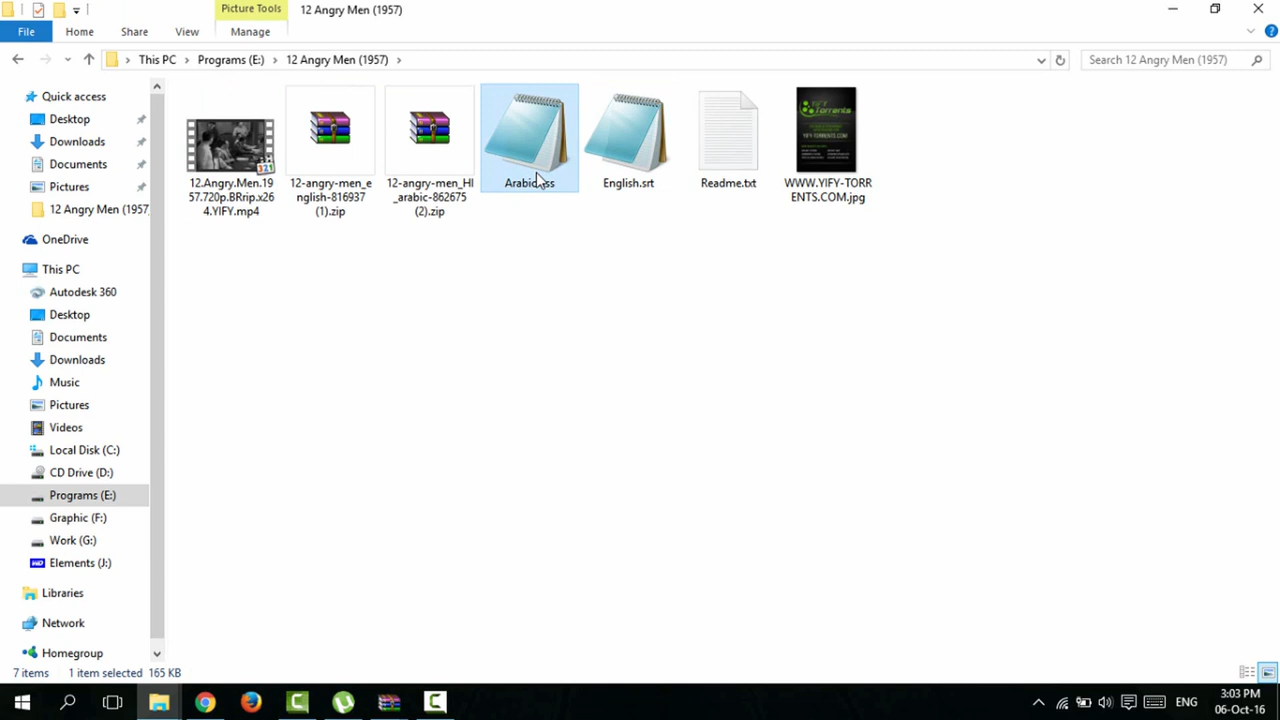 Picture Tools
12 Angry Men (1957)
File
Home
Share
View
Manage
This PC
Programs (E:)
12 Angry Men (1957)
Search 12 Angry Men (1957)
Quick access
Desktop
Downloads
Documents
Pictures
12 Angry Men (1957)
OneDrive
This PC
Autodesk 360
Desktop
Documents
Downloads
Music
Pictures
Videos
Local Disk (C:)
CD Drive (D:)
Programs (E:)
Graphic (F:)
Work (G:)
Elements (J:)
Libraries
Network
Homegroup
12.Angry.Men.19
57.720p.BRrip.x26
4.YIFY.mp4
12-angry-men_e
nglish-816937
(1).zip
12-angry-men_HI
_arabic-862675
(2).zip
English.srt
Readme.txt
YIFY
Torrents
YIFY-TORRENTS.COM
WWW.YIFY-TORR
ENTS.COM.jpg
7 items
1 item selected
165 KB
ENG
3:03 PM
06-Oct-16